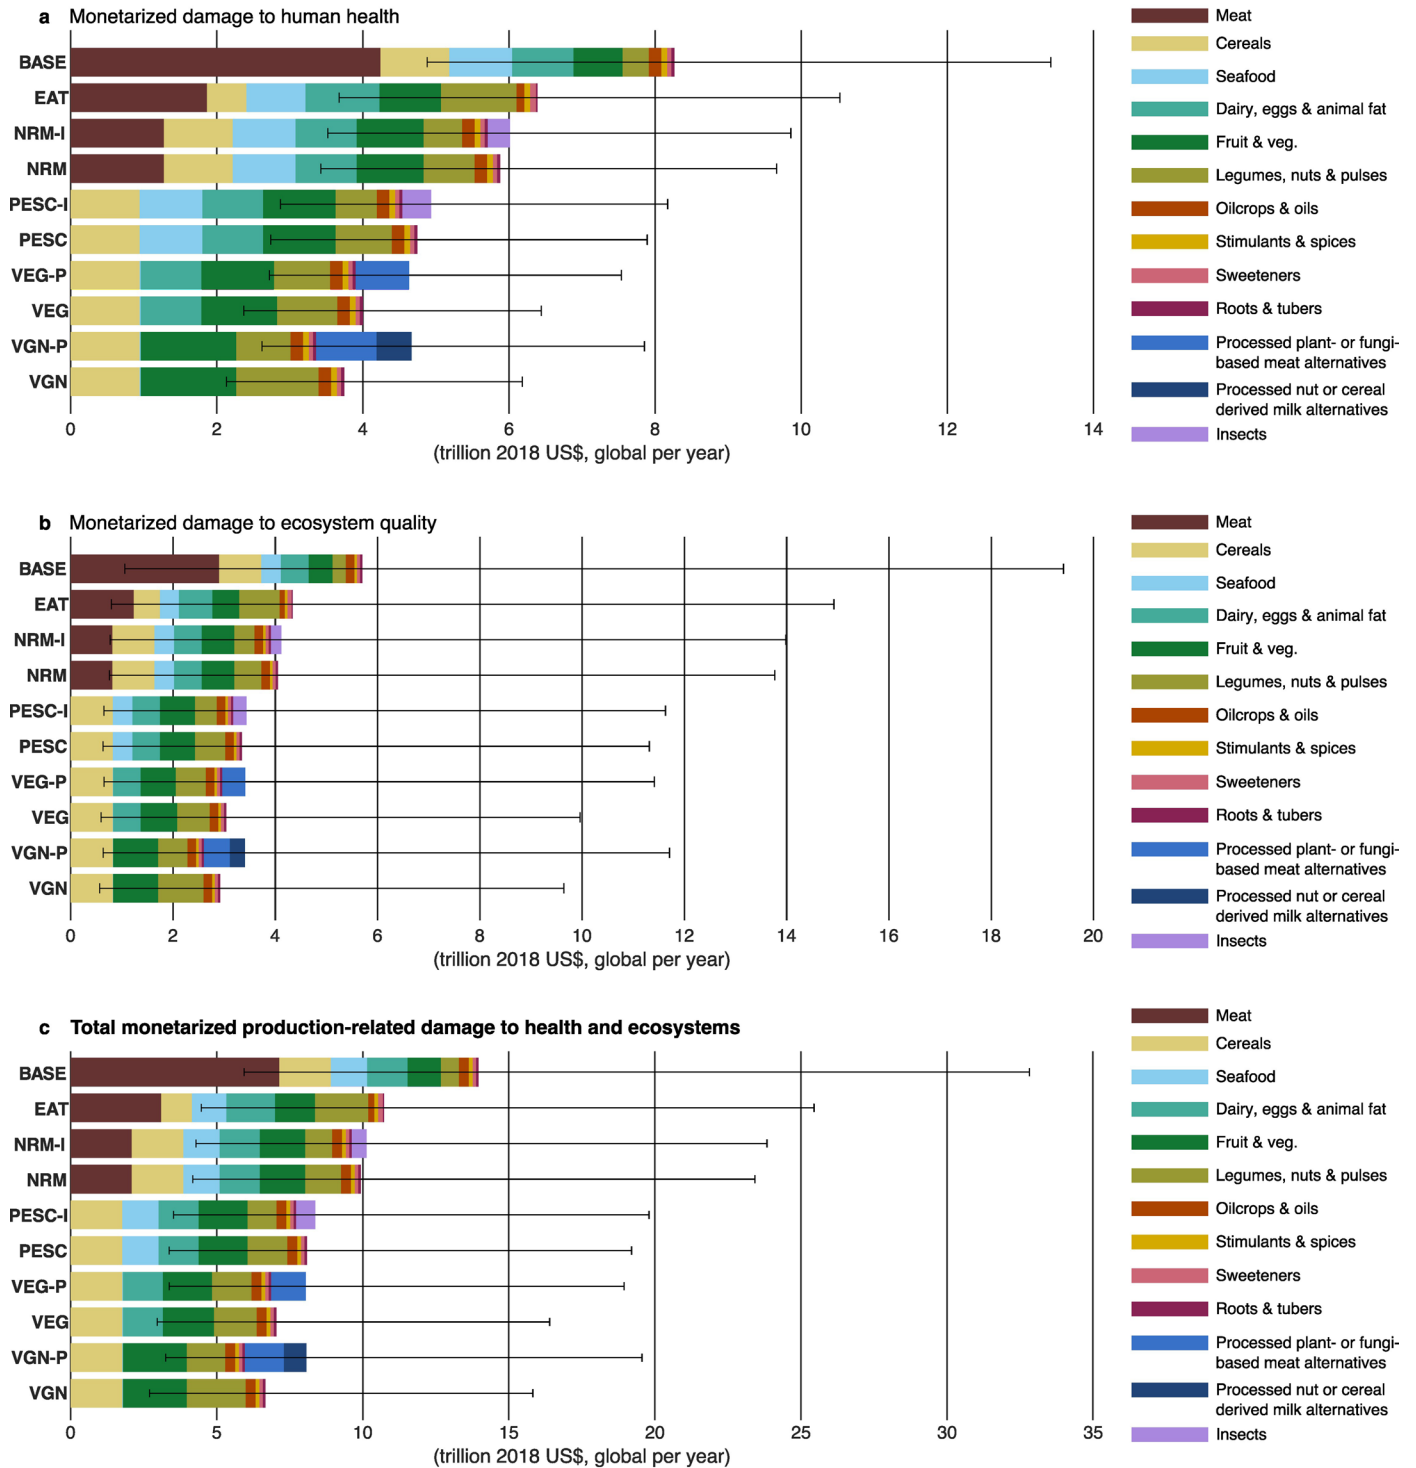 a Monetarized damage to human health
BASE
EAT
NRM-I
NRM
PESC-I
PESC
VEG-P
VEG
VGN-P
VGN
0 2 4 6 8 10 12 14
(trillion 2018 US$, global per year)
Meat
Cereals
Seafood
Dairy, eggs & animal fat
Fruit & veg.
Legumes, nuts & pulses
Oilcrops & oils
Stimulants & spices
Sweeteners
Roots & tubers
Processed plant- or fungi-
based meat alternatives
Processed nut or cereal
derived milk alternatives
Insects
b Monetarized damage to ecosystem quality
BASE
EAT
NRM-I
NRM
PESC-I
PESC
VEG-P
VEG
VGN-P
VGN
0 2 4 6 8 10 12 14 16 18 20
(trillion 2018 US$, global per year)
Meat
Cereals
Seafood
Dairy, eggs & animal fat
Fruit & veg.
Legumes, nuts & pulses
Oilcrops & oils
Stimulants & spices
Sweeteners
Roots & tubers
Processed plant- or fungi-
based meat alternatives
Processed nut or cereal
derived milk alternatives
Insects
c Total monetarized production-related damage to health and ecosystems
BASE
EAT
NRM-I
NRM
PESC-I
PESC
VEG-P
VEG
VGN-P
VGN
0 5 10 15 20 25 30 35
(trillion 2018 US$, global per year)
Meat
Cereals
Seafood
Dairy, eggs & animal fat
Fruit & veg.
Legumes, nuts & pulses
Oilcrops & oils
Stimulants & spices
Sweeteners
Roots & tubers
Processed plant- or fungi-
based meat alternatives
Processed nut or cereal
derived milk alternatives
Insects